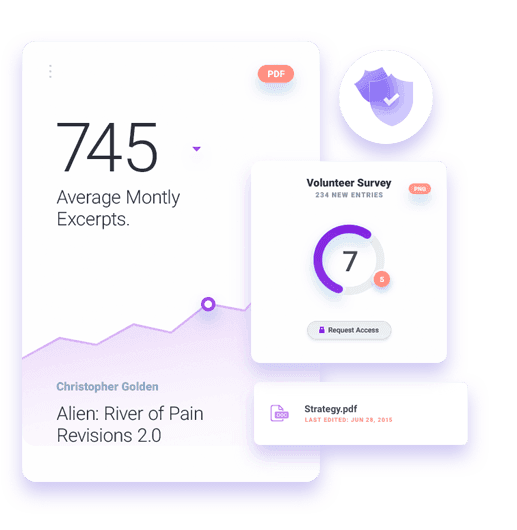 PDF
745
Average Montly
Excerpts.
Volunteer Survey
234 NEW ENTRIES
PNG
7
5
Request Access
Christopher Golden
Alien: River of Pain
Revisions 2.0
DOC
Strategy.pdf
LAST EDITED: JUN 28, 2015